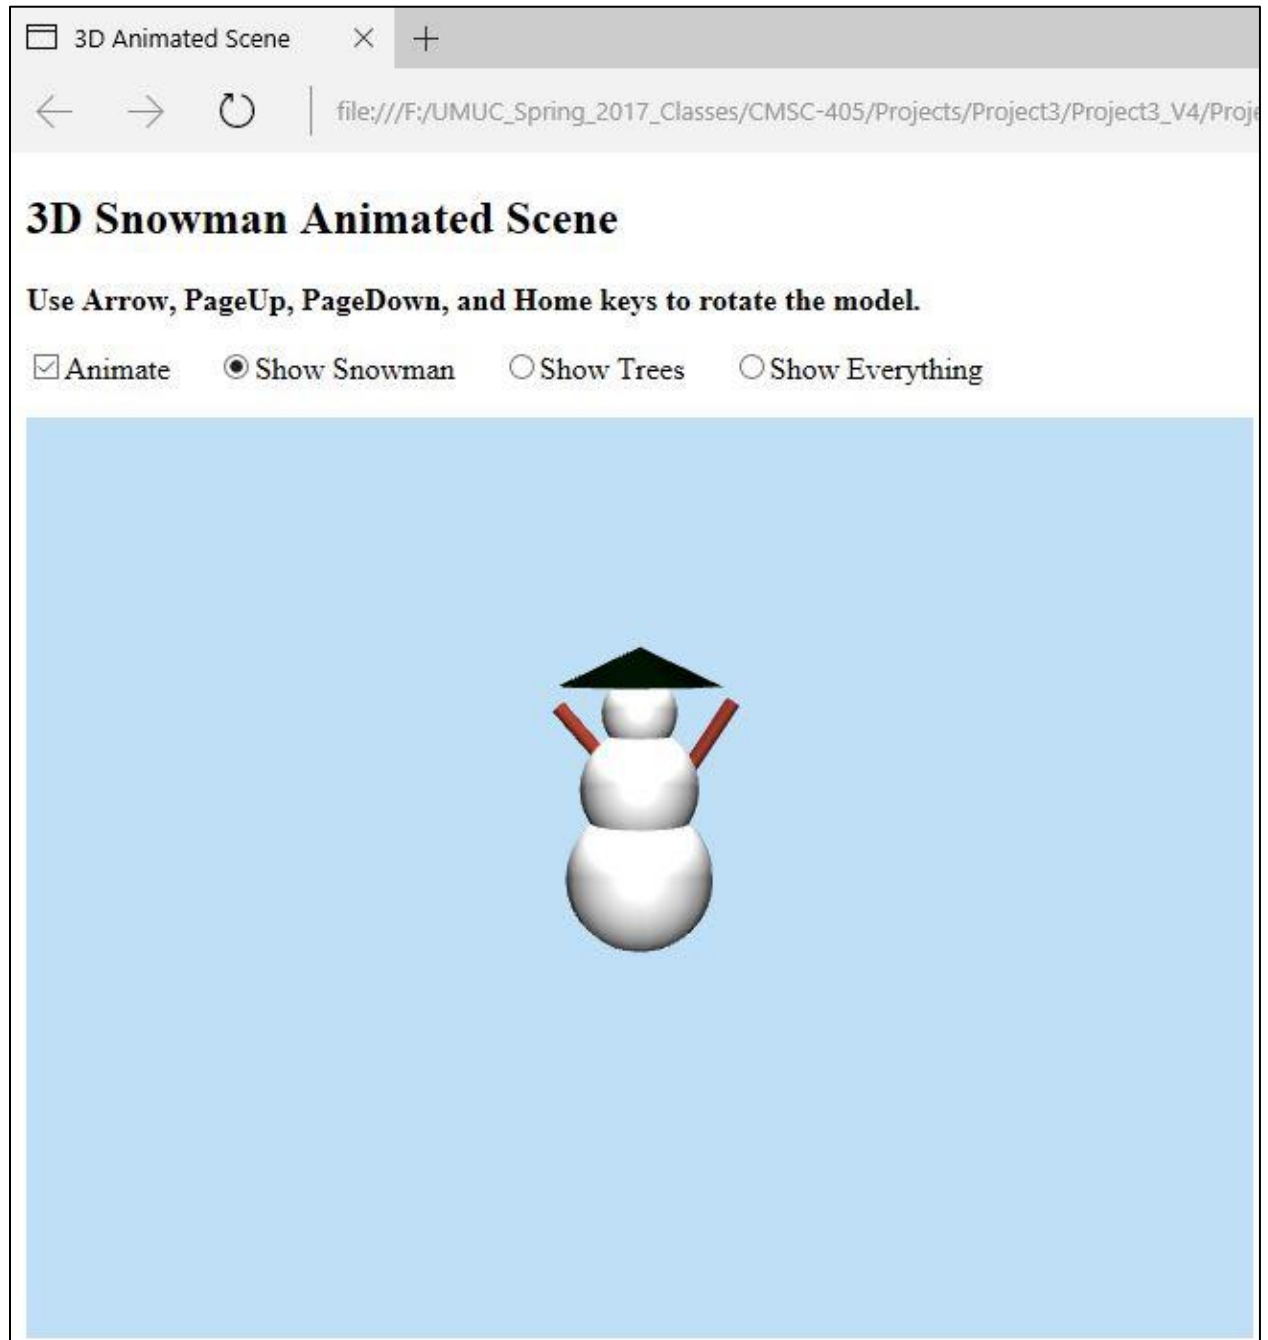 3D Animated Scene
file:///F:/UMUC_Spring_2017_Classes/CMSC-405/Projects/Project3/Project3_V4/Proje
3D Snowman Animated Scene
Use Arrow, PageUp, PageDown, and Home keys to rotate the model.
Animate Show Snowman Show Trees Show Everything